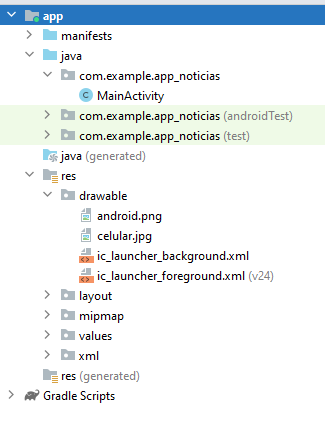 app
manifests
java
com.example.app_noticias
MainActivity
com.example.app_noticias (androidTest)
com.example.app_noticias (test)
java (generated)
res
drawable
android.png
celular.jpg
ic_launcher_background.xml
ic_launcher_foreground.xml (v24)
layout
mipmap
values
xml
res (generated)
Gradle Scripts